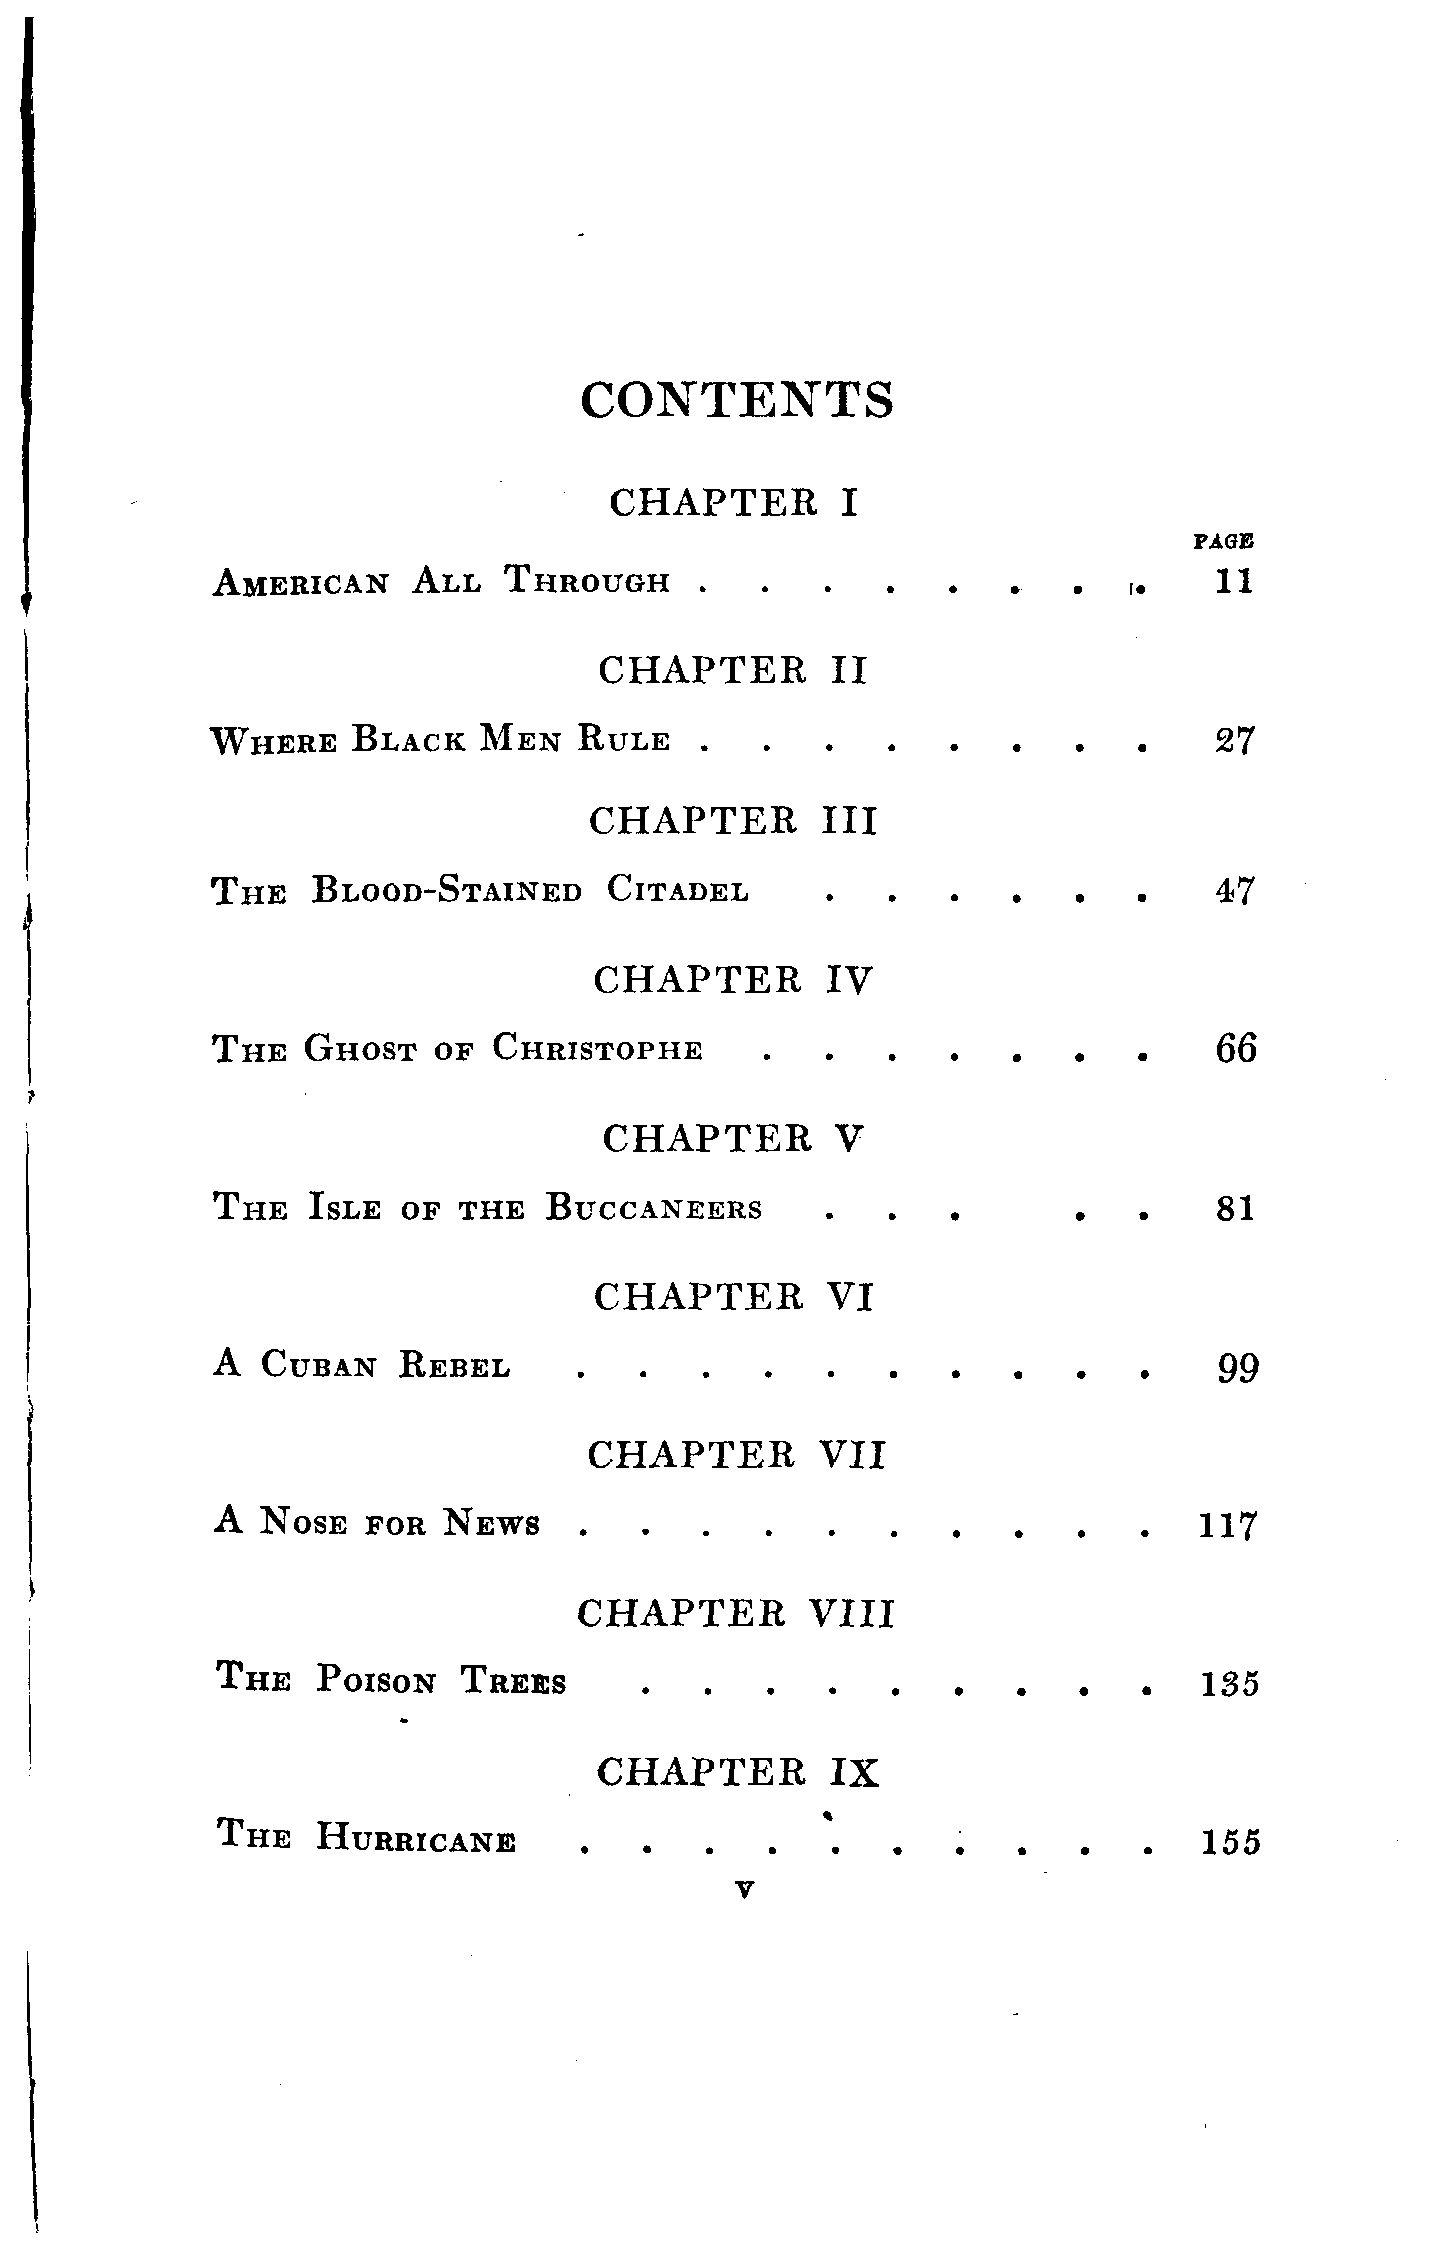 CONTENTS
CHAPTER I
PAGE
AMERICAN ALL THROUGH . . . . . . . . 11
CHAPTER II
WHERE BLACK MEN RULE . . . . . . . . 27
CHAPTER III
THE BLOOD-STAINED CITADEL . . . . . . 47
CHAPTER IV
THE GHOST OF CHRISTOPHE . . . . . . . 66
CHAPTER V
THE ISLE OF THE BUCCANEERS . . . . . 81
CHAPTER VI
A CUBAN REBEL . . . . . . . . . . 99
CHAPTER VII
A NOSE FOR NEWS . . . . . . . . . . 117
CHAPTER VIII
THE POISON TREES . . . . . . . . . 135
CHAPTER IX
THE HURRICANE . . . . . . . . . . 155
v